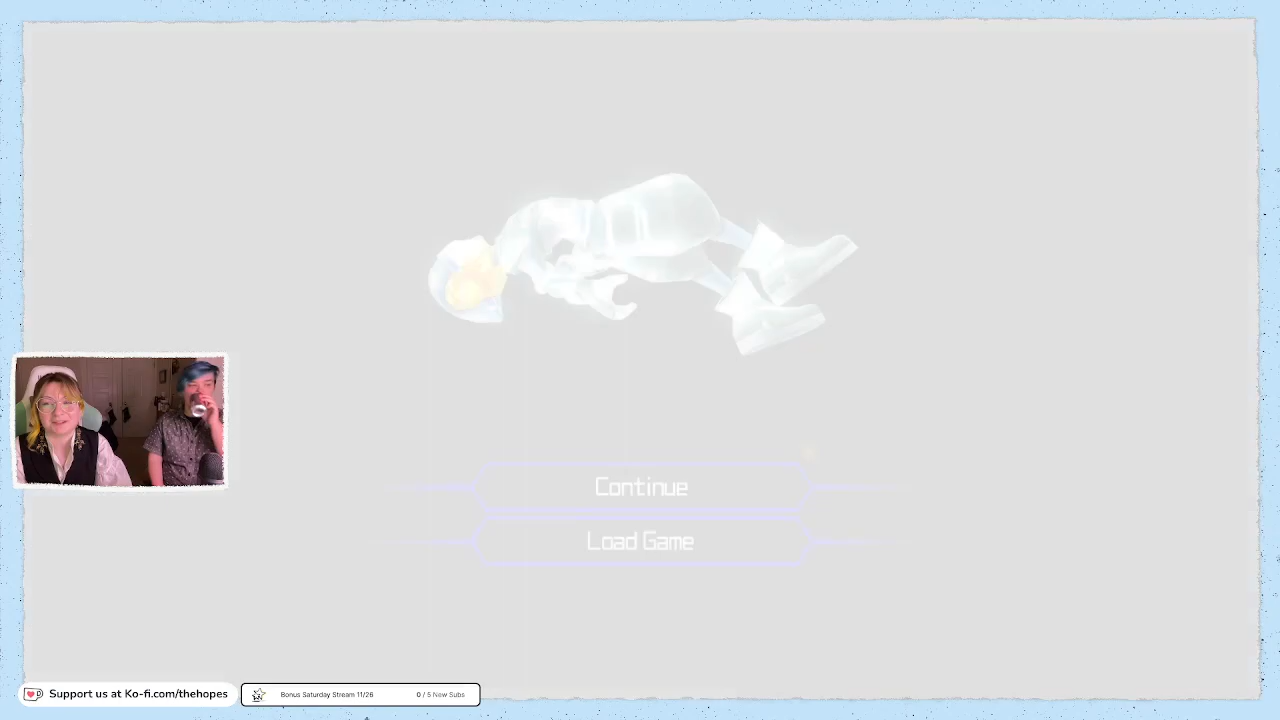 Continue
Load Game
Support us at Ko-fi.com/thehopes
Bonus Saturday Stream 11/26
0 / 5 New Subs